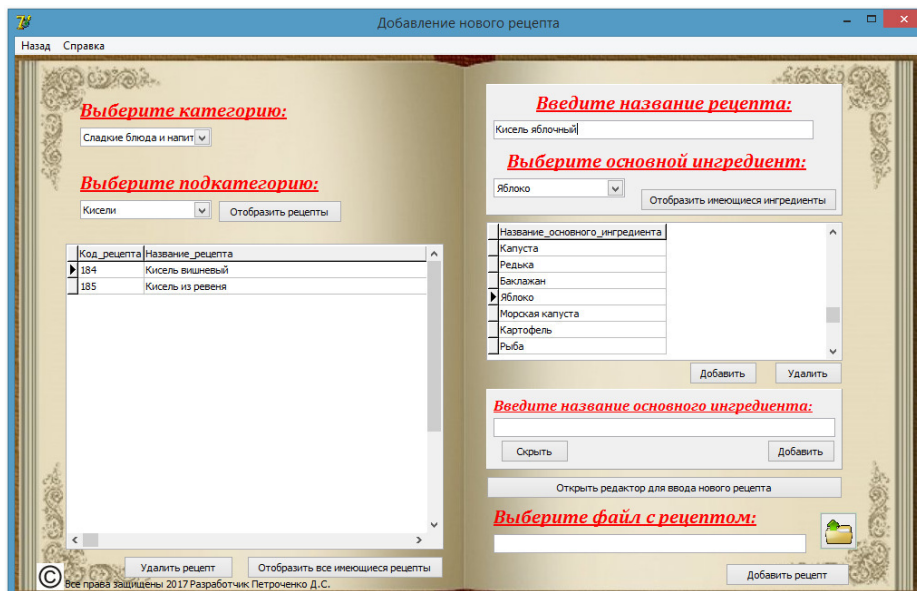 Добавление нового рецепта
Назад Справка
Выберите категорию:
Сладкие блюда и напит
Выберите подкатегорию:
Кисели
Отобразить рецепты
Код_рецепта Название_рецепта
184 Кисель вишневый
185 Кисель из ревеня
Удалить рецепт
Отобразить все имеющиеся рецепты
© Все права защищены 2017 Разработчик Петроченко Д.С.
Введите название рецепта:
Кисель яблочный
Выберите основной ингредиент:
Яблоко
Отобразить имеющиеся ингредиенты
Название_основного_ингредиента
Капуста
Редька
Баклажан
Яблоко
Морская капуста
Картофель
Рыба
Добавить
Удалить
Введите название основного ингредиента:
Скрыть
Добавить
Открыть редактор для ввода нового рецепта
Выберите файл с рецептом:
Добавить рецепт